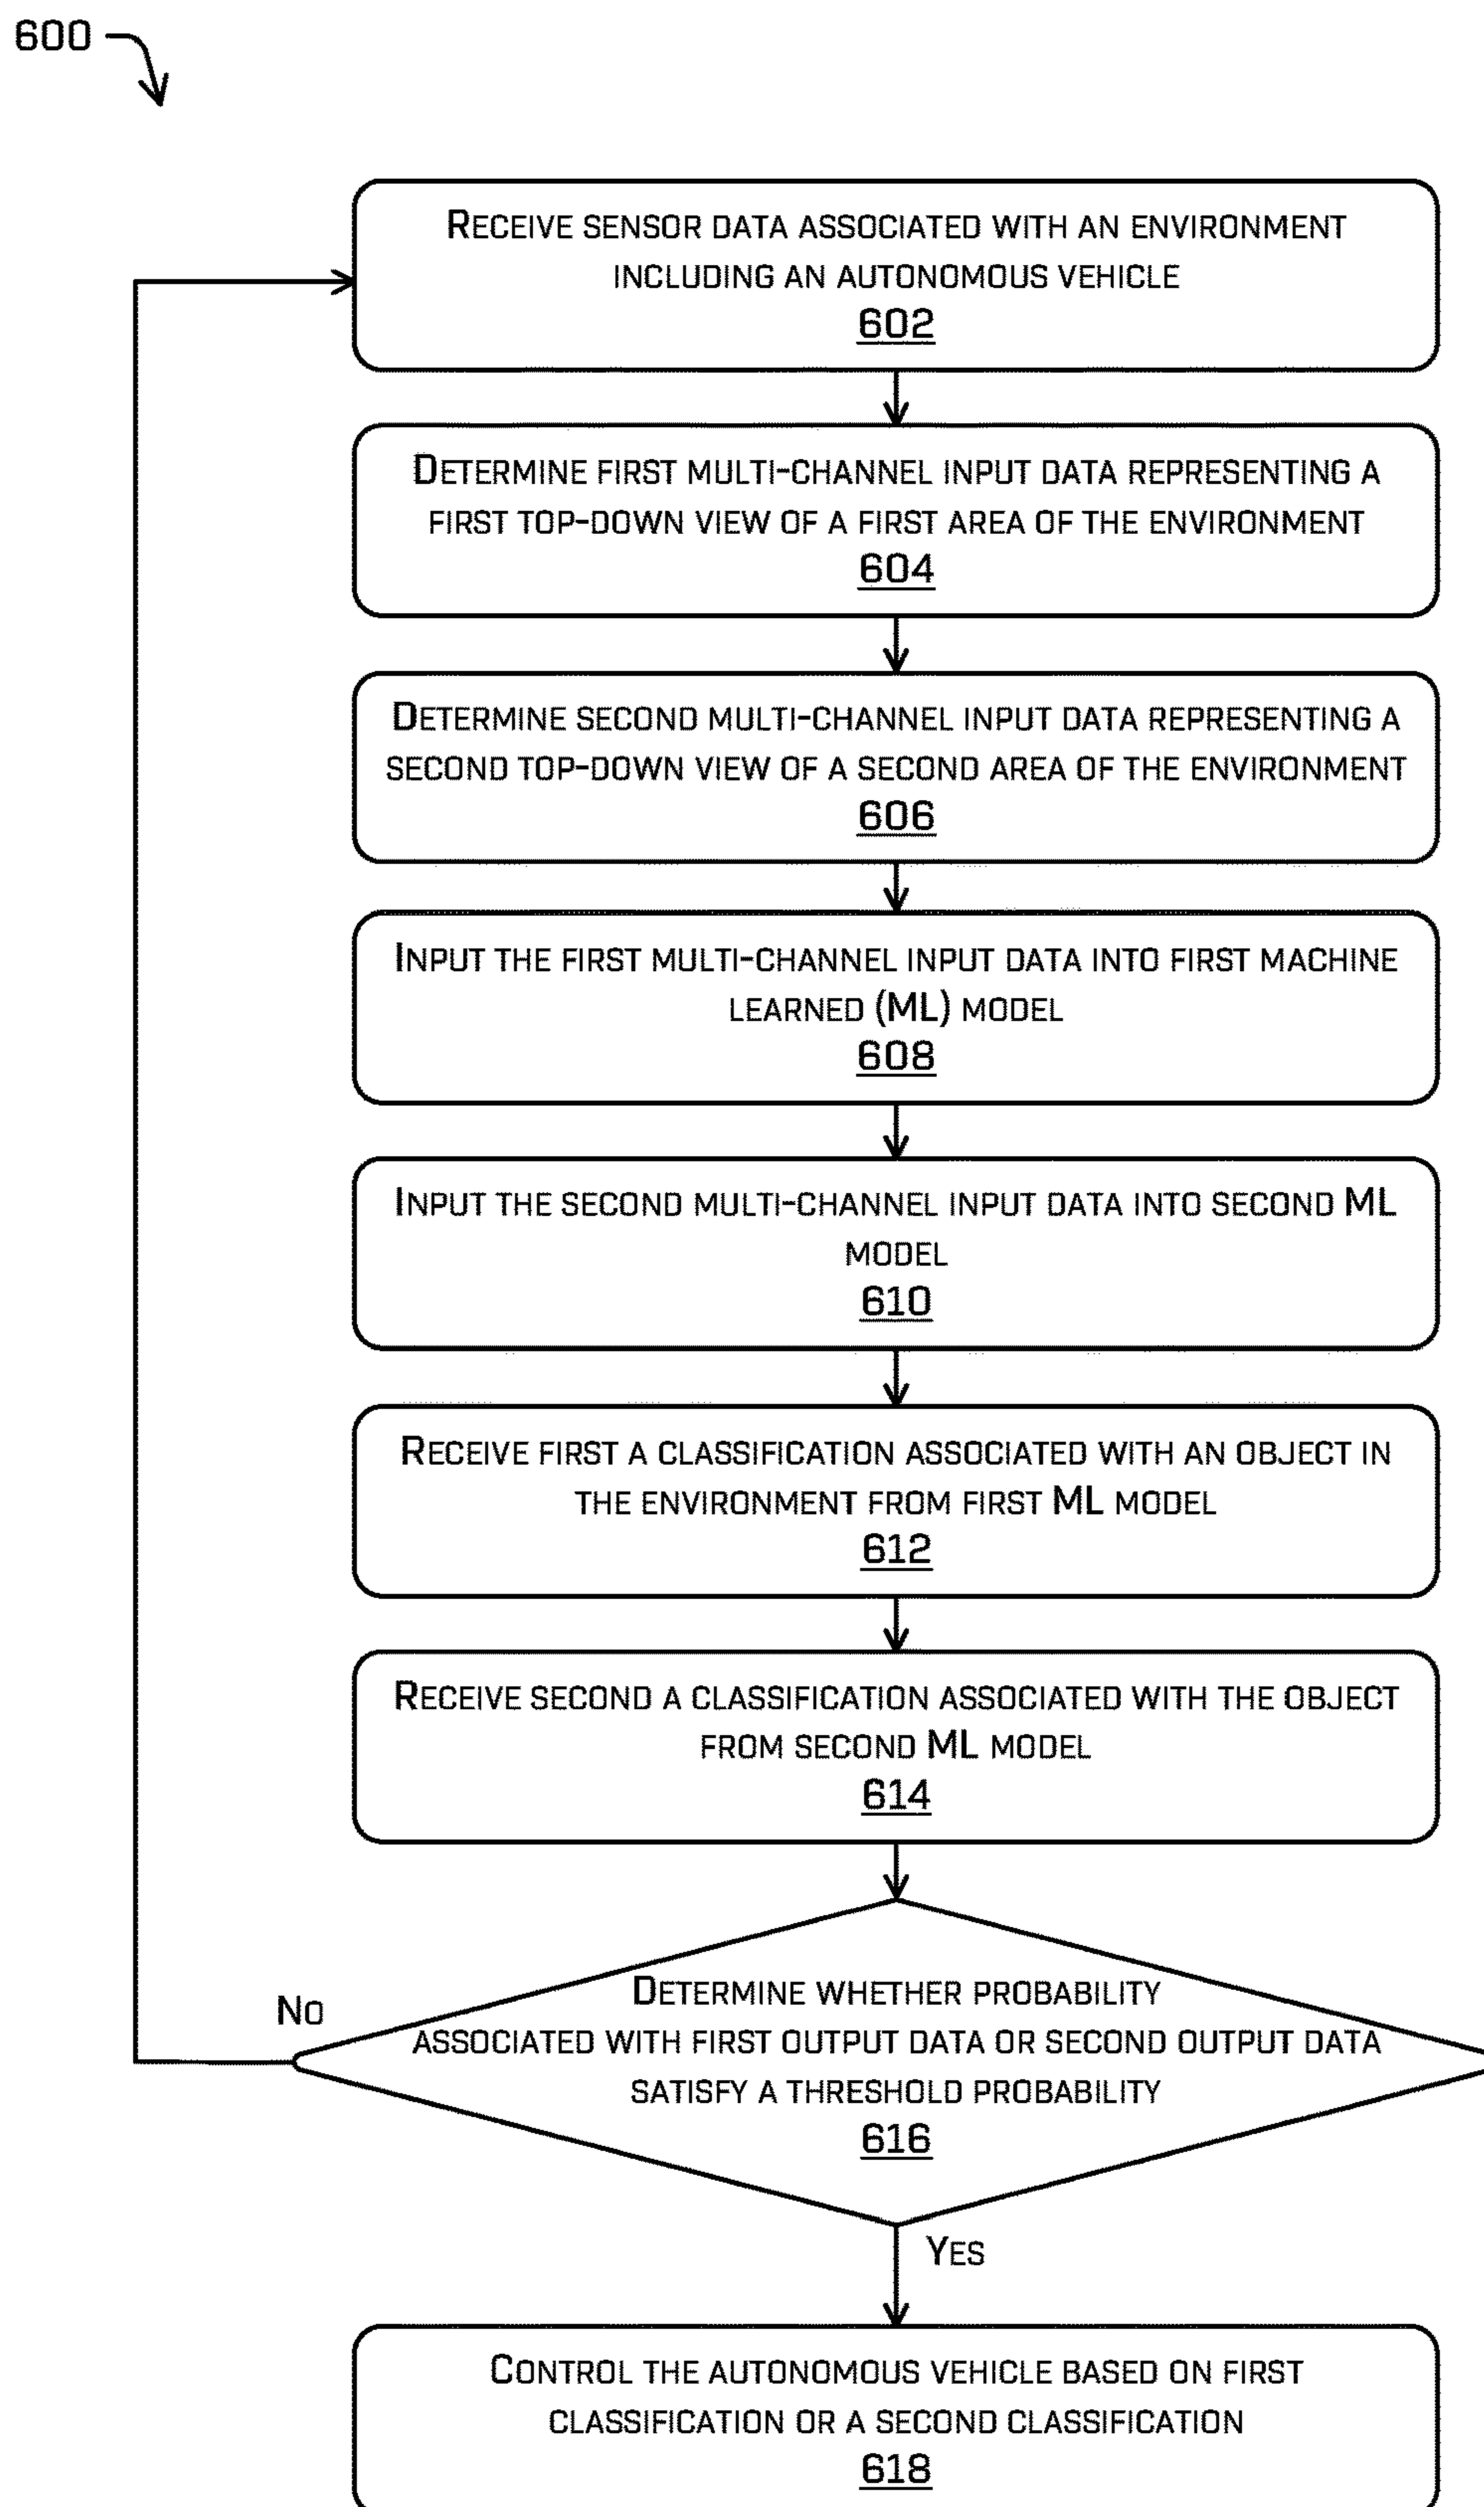 600
RECEIVE SENSOR DATA ASSOCIATED WITH AN ENVIRONMENT
INCLUDING AN AUTONOMOUS VEHICLE
602
DETERMINE FIRST MULTI-CHANNEL INPUT DATA REPRESENTING A
FIRST TOP-DOWN VIEW OF A FIRST AREA OF THE ENVIRONMENT
604
DETERMINE SECOND MULTI-CHANNEL INPUT DATA REPRESENTING A
SECOND TOP-DOWN VIEW OF A SECOND AREA OF THE ENVIRONMENT
606
INPUT THE FIRST MULTI-CHANNEL INPUT DATA INTO FIRST MACHINE
LEARNED (ML) MODEL
608
INPUT THE SECOND MULTI-CHANNEL INPUT DATA INTO SECOND ML
MODEL
610
RECEIVE FIRST A CLASSIFICATION ASSOCIATED WITH AN OBJECT IN
THE ENVIRONMENT FROM FIRST ML MODEL
612
RECEIVE SECOND A CLASSIFICATION ASSOCIATED WITH THE OBJECT
FROM SECOND ML MODEL
614
NO
DETERMINE WHETHER PROBABILITY
ASSOCIATED WITH FIRST OUTPUT DATA OR SECOND OUTPUT DATA
SATISFY A THRESHOLD PROBABILITY
616
YES
CONTROL THE AUTONOMOUS VEHICLE BASED ON FIRST
CLASSIFICATION OR A SECOND CLASSIFICATION
618